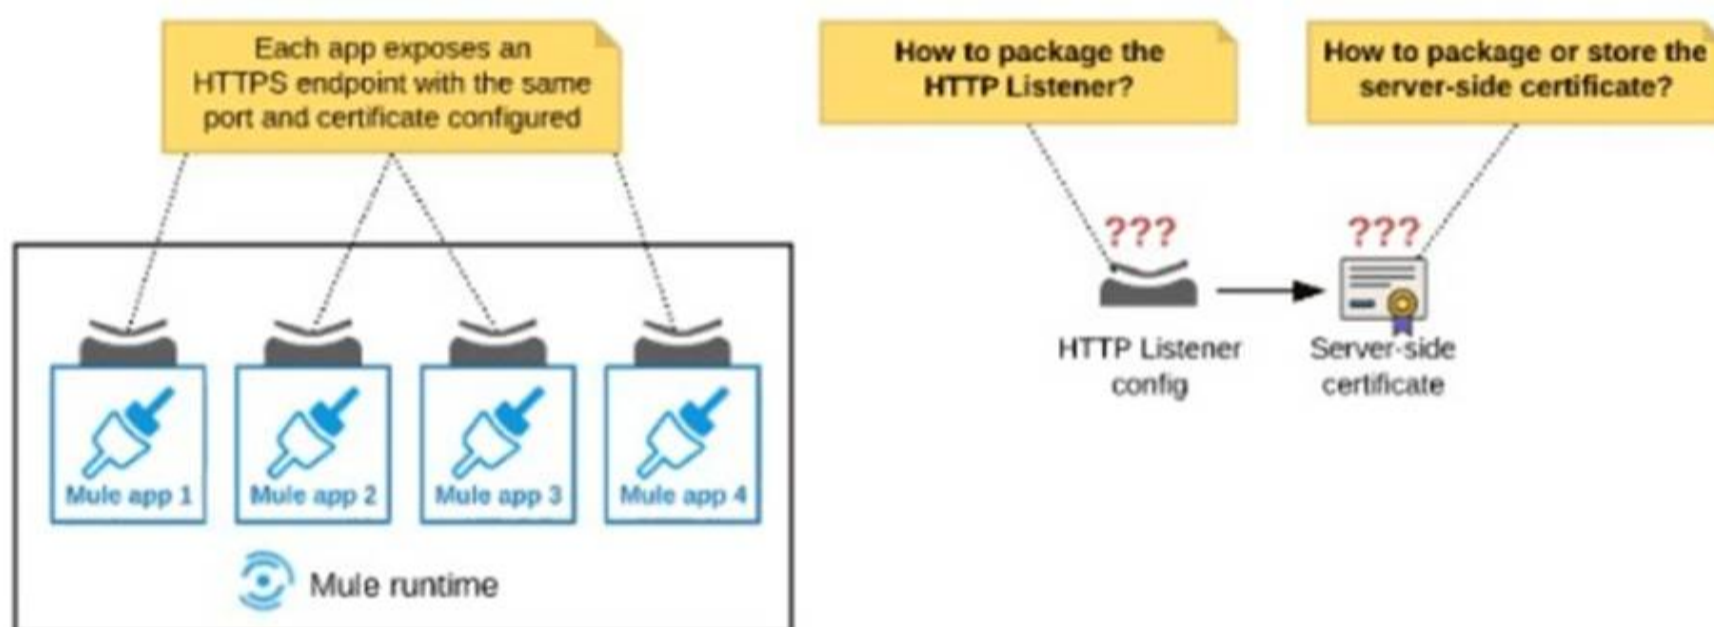 Each app exposes an
HTTPS endpoint with the same
port and certificate configured
How to package the
HTTP Listener?
How to package or store the
server-side certificate?
???
???
HTTP Listener
config
Server-side
certificate
Mule app 1
Mule app 2
Mule app 3
Mule app 4
Mule runtime